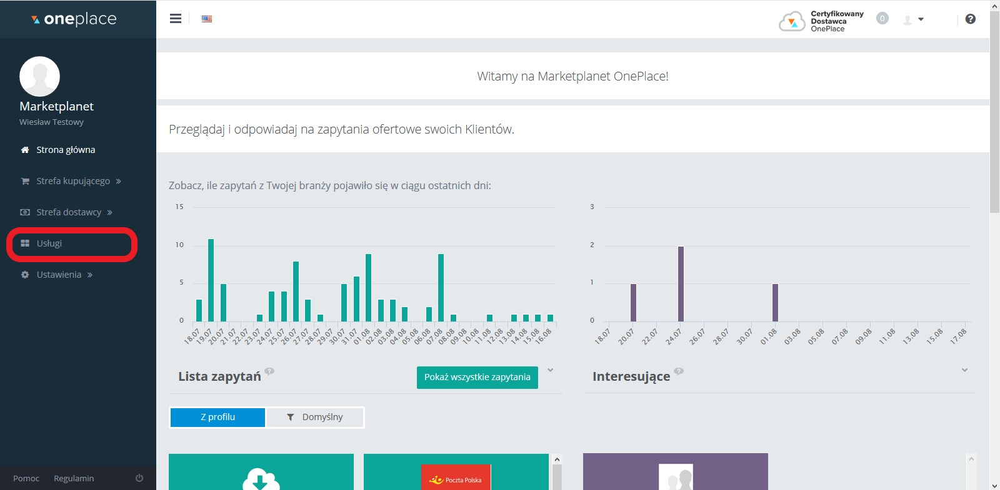 oneplace
Certyfikowany
Dostawca
OnePlace
0
?
Marketplanet
Wiesław Testowy
Strona główna
Strefa kupującego »
Strefa dostawcy »
Usługi
Ustawienia »
Pomoc Regulamin
Witamy na Marketplanet OnePlace!
Przeglądaj i odpowiadaj na zapytania ofertowe swoich Klientów.
Zobacz, ile zapytań z Twojej branży pojawiło się w ciągu ostatnich dni:
15
10
5
0
18.07 19.07 20.07 21.07 22.07 23.07 24.07 25.07 26.07 27.07 28.07 29.07 30.07 31.07 01.08 02.08 03.08 04.08 05.08 06.08 07.08 08.08 09.08 10.08 11.08 12.08 13.08 14.08 15.08 16.08
3
2
1
0
18.07 20.07 22.07 24.07 26.07 28.07 30.07 01.08 03.08 05.08 07.08 09.08 11.08 13.08 15.08 17.08
Lista zapytań ?
Pokaż wszystkie zapytania
Interesujące ?
Z profilu
Domyślny
Poczta Polska